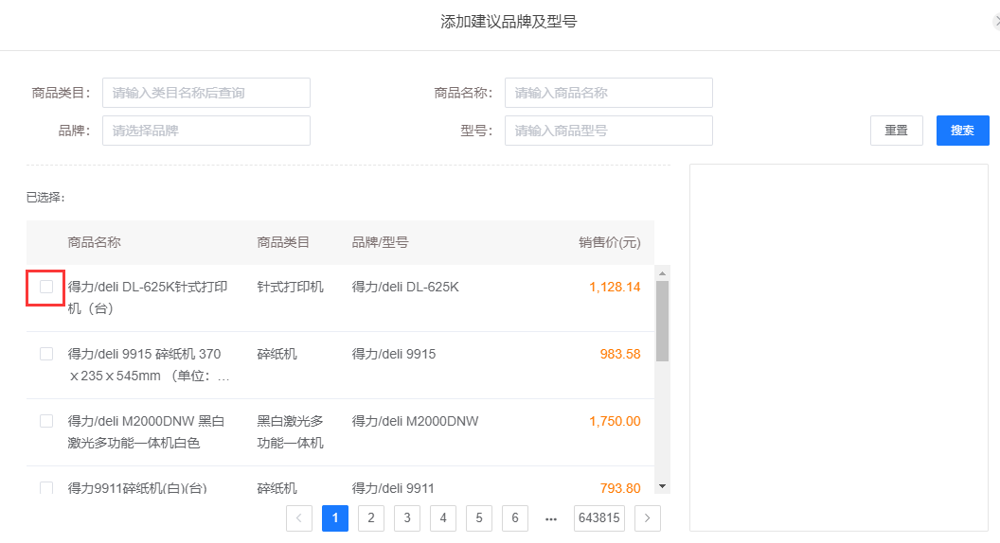 添加建议品牌及型号
商品类目： 请输入类目名称后查询 商品名称： 请输入商品名称
品牌： 请选择品牌 型号： 请输入商品型号 重置 搜索
已选择：
商品名称 商品类目 品牌/型号 销售价(元)
得力/deli DL-625K针式打印 针式打印机 得力/deli DL-625K 1,128.14
机（台）
得力/deli 9915 碎纸机 370 碎纸机 得力/deli 9915 983.58
ｘ235ｘ545mm （单位：…
得力/deli M2000DNW 黑白 黑白激光多 得力/deli M2000DNW 1,750.00
激光多功能一体机白色 功能一体机
得力9911碎纸机(白)(台) 碎纸机 得力/deli 9911 793.80
1 2 3 4 5 6 ••• 643815